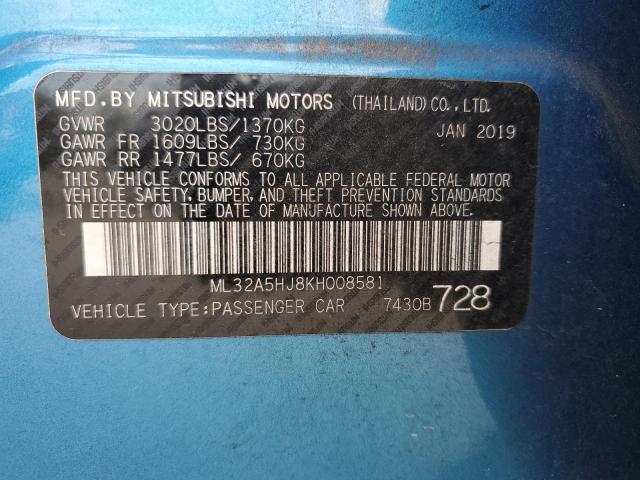 MFD.BY MITSUBISHI MOTORS (THAILAND)CO.,LTD.
GVWR 3020LBS/1370KG JAN 2019
GAWR FR 1609LBS/ 730KG
GAWR RR 1477LBS/ 670KG
THIS VEHICLE CONFORMS TO ALL APPLICABLE FEDERAL MOTOR
VEHICLE SAFETY, BUMPER, AND THEFT PREVENTION STANDARDS
IN EFFECT ON THE DATE OF MANUFACTURE SHOWN ABOVE.
ML32A5HJ8KH008581
VEHICLE TYPE:PASSENGER CAR 7430B 728